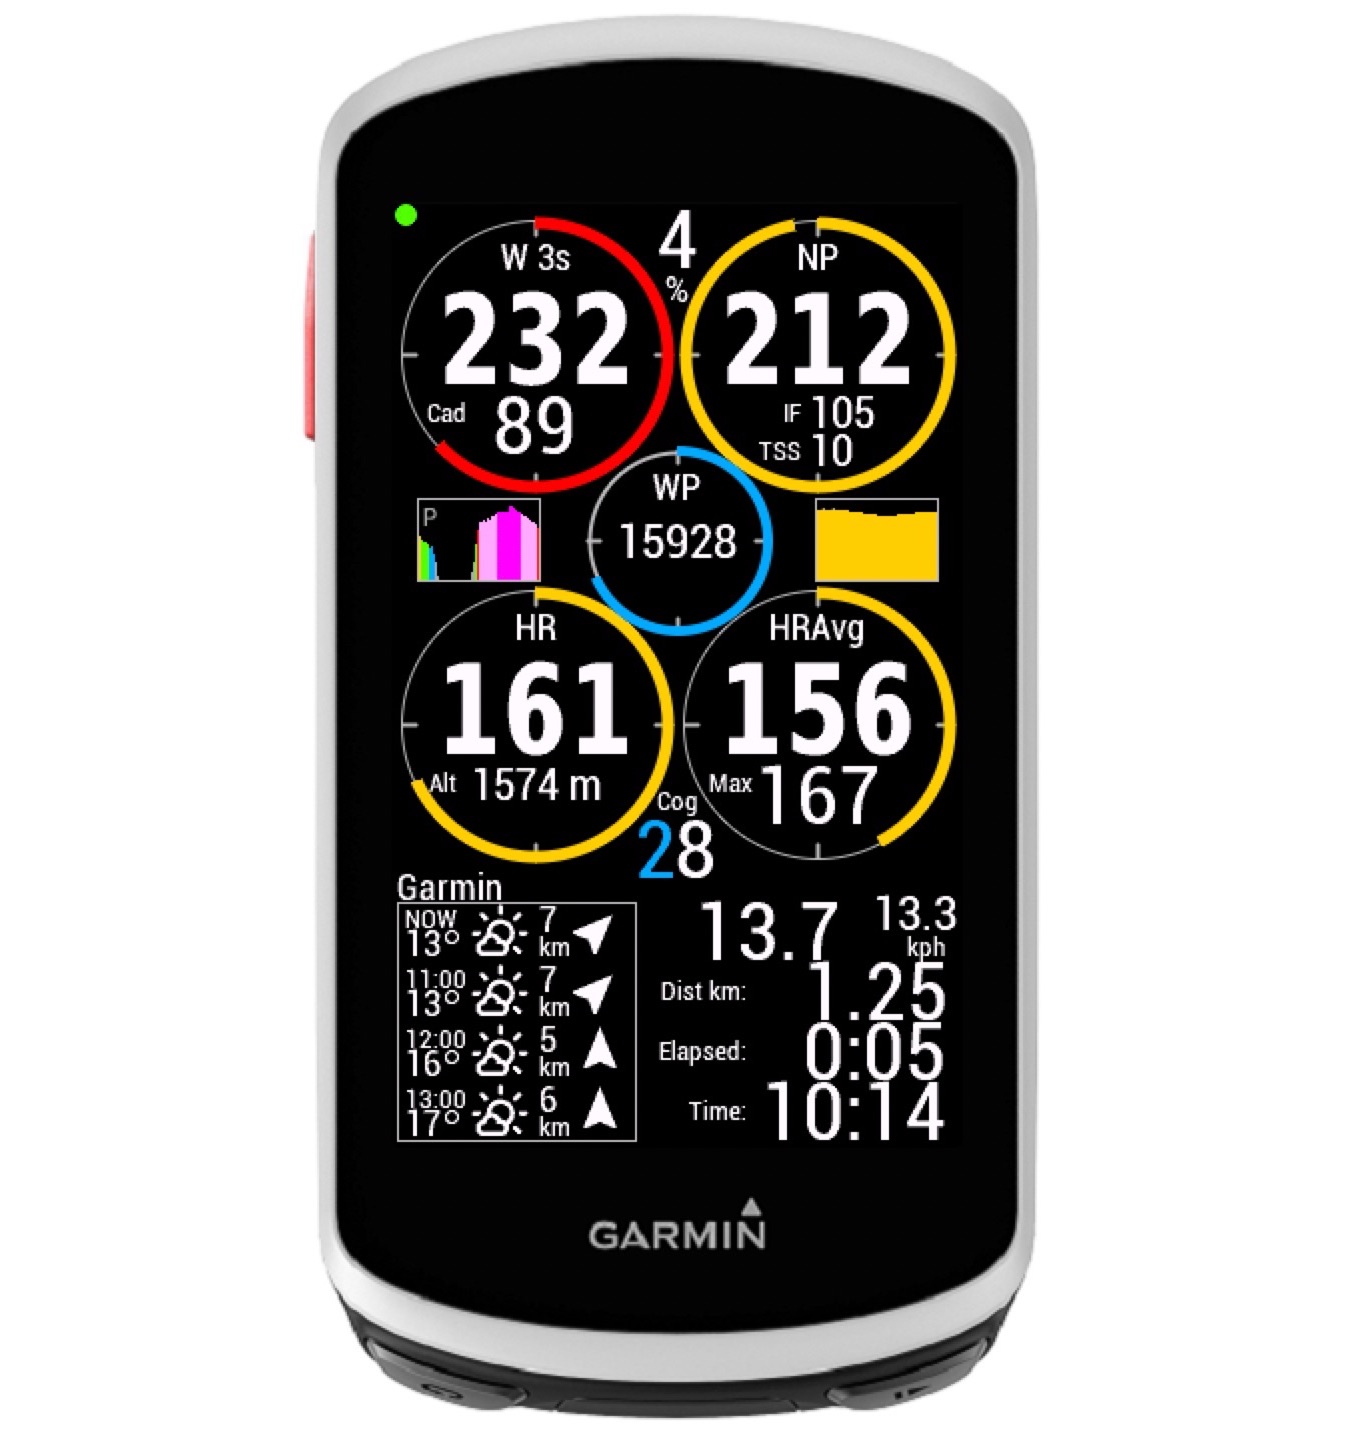 W 3s
232
Cad 89
4
%
NP
212
IF 105
TSS 10
P
WP
15928
HR
161
Alt 1574 m
HRAvg
156
Max 167
Cog
28
Garmin
NOW 7
13° km
11:00 7
13° km
12:00 5
16° km
13:00 6
17° km
13.7 13.3
kph
Dist km: 1.25
Elapsed: 0:05
Time: 10:14
GARMIN